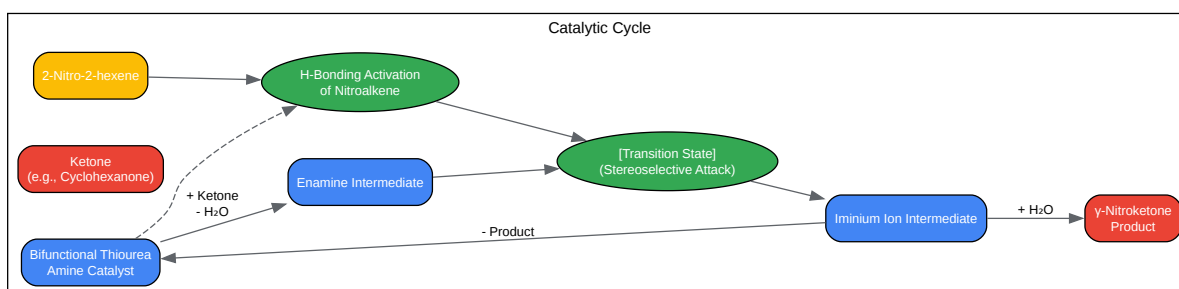 Catalytic Cycle
2-Nitro-2-hexene
H-Bonding Activation
of Nitroalkene
Ketone
(e.g., Cyclohexanone)
[Transition State]
(Stereoselective Attack)
Enamine Intermediate
+ Ketone
- H₂O
Iminium Ion Intermediate
+ H₂O
γ-Nitroketone
Product
- Product
Bifunctional Thiourea
Amine Catalyst